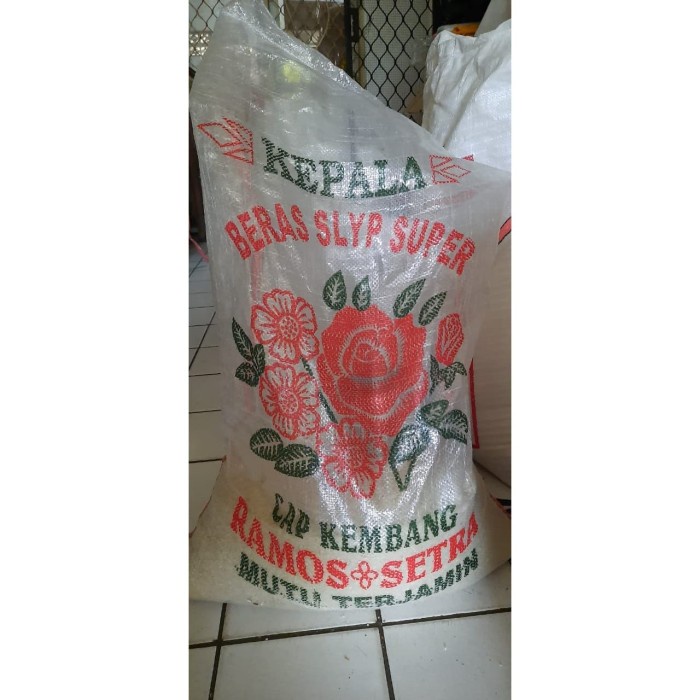 KEPALA
BERAS SLYP SUPER
CAP KEMBANG
RAMOS SETRA
MUTU TERJAMIN